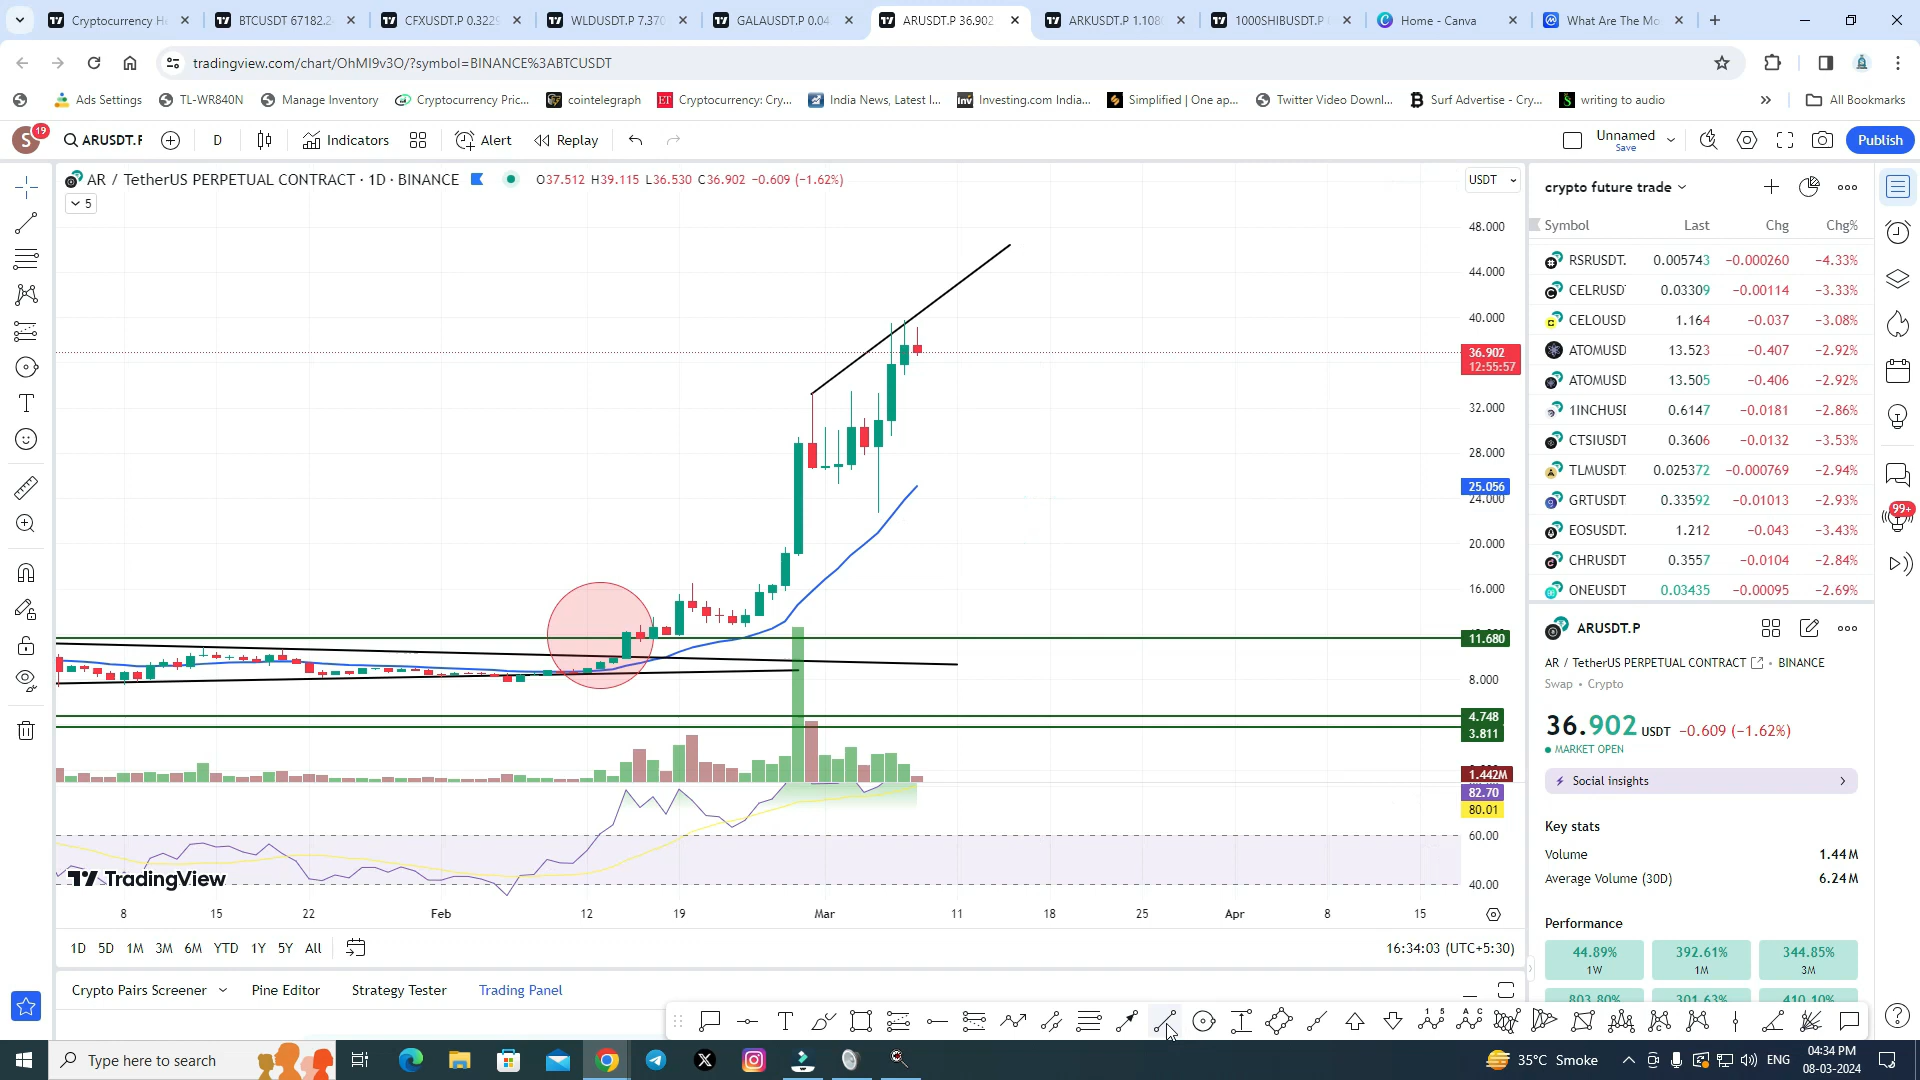 Cryptocurrency He
BTCUSDT 67182.2
CFXUSDT.P 0.3229
WLDUSDT.P 7.370
GALAUSDT.P 0.04
ARUSDT.P 36.902
ARKUSDT.P 1.1080
1000SHIBUSDT.P
Home - Canva
What Are The Mo
tradingview.com/chart/OhMI9v3O/?symbol=BINANCE%3ABTCUSDT
Ads Settings
TL-WR840N
Manage Inventory
Cryptocurrency Pric...
cointelegraph
Cryptocurrency: Cry...
India News, Latest I...
Investing.com India...
Simplified | One ap...
Twitter Video Downl...
Surf Advertise - Cry...
writing to audio
All Bookmarks
S 19
ARUSDT.P
D
Indicators
Alert
Replay
Unnamed
Save
Publish
AR / TetherUS PERPETUAL CONTRACT · 1D · BINANCE
O37.512 H39.115 L36.530 C36.902 −0.609 (−1.62%)
USDT
5
48.000
44.000
40.000
36.902
12:55:57
32.000
28.000
25.056
24.000
20.000
16.000
11.680
8.000
4.748
3.811
1.442M
82.70
80.01
60.00
40.00
TradingView
8 15 22 Feb 12 19 Mar 11 18 25 Apr 8 15
1D 5D 1M 3M 6M YTD 1Y 5Y All
16:34:03 (UTC+5:30)
Crypto Pairs Screener
Pine Editor
Strategy Tester
Trading Panel
crypto future trade
Symbol Last Chg Chg%
RSRUSDT. 0.005743 −0.000260 −4.33%
CELRUSD 0.03309 −0.00114 −3.33%
CELOUSD 1.164 −0.037 −3.08%
ATOMUSD 13.523 −0.407 −2.92%
ATOMUSD 13.505 −0.406 −2.92%
1INCHUSD 0.6147 −0.0181 −2.86%
CTSIUSDT 0.3606 −0.0132 −3.53%
TLMUSDT 0.025372 −0.000769 −2.94%
GRTUSDT 0.33592 −0.01013 −2.93%
EOSUSDT. 1.212 −0.043 −3.43%
CHRUSDT 0.3557 −0.0104 −2.84%
ONEUSDT 0.03435 −0.00095 −2.69%
99+
ARUSDT.P
AR / TetherUS PERPETUAL CONTRACT • BINANCE
Swap • Crypto
36.902 USDT −0.609 (−1.62%)
MARKET OPEN
Social insights
Key stats
Volume 1.44M
Average Volume (30D) 6.24M
Performance
44.89% 392.61% 344.85%
1W 1M 3M
803.80% 301.63% 410.10%
Type here to search
35°C Smoke
ENG
04:34 PM
08-03-2024